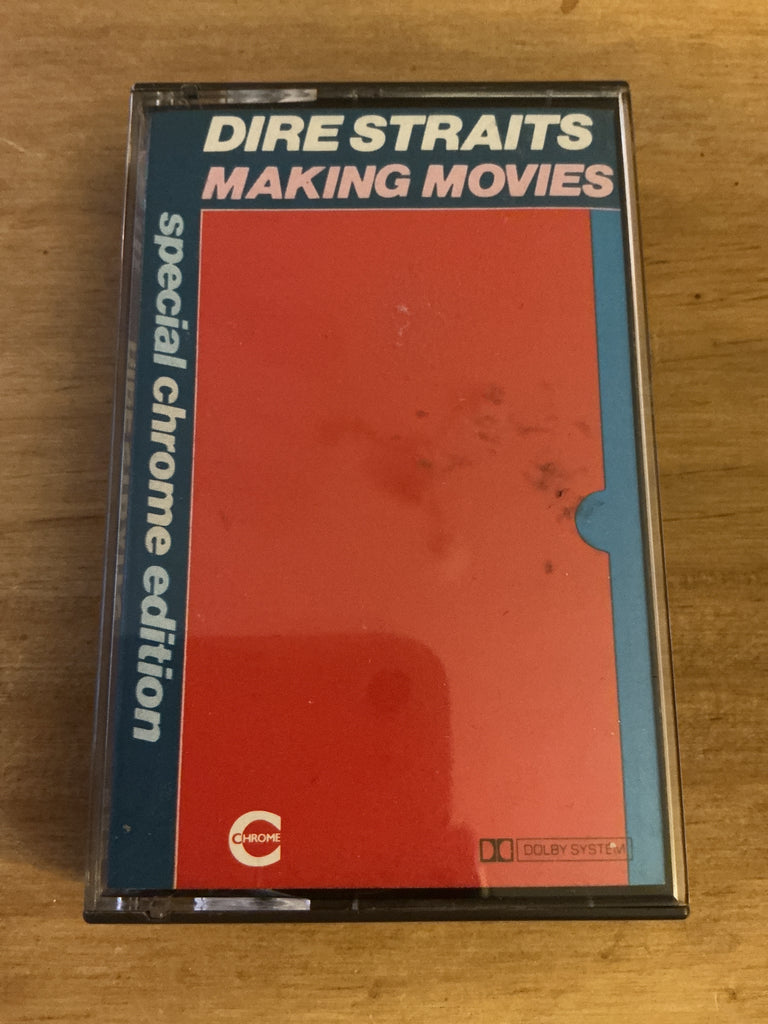 DIRE STRAITS
MAKING MOVIES
special chrome edition
CHROME
DOLBY SYSTEM